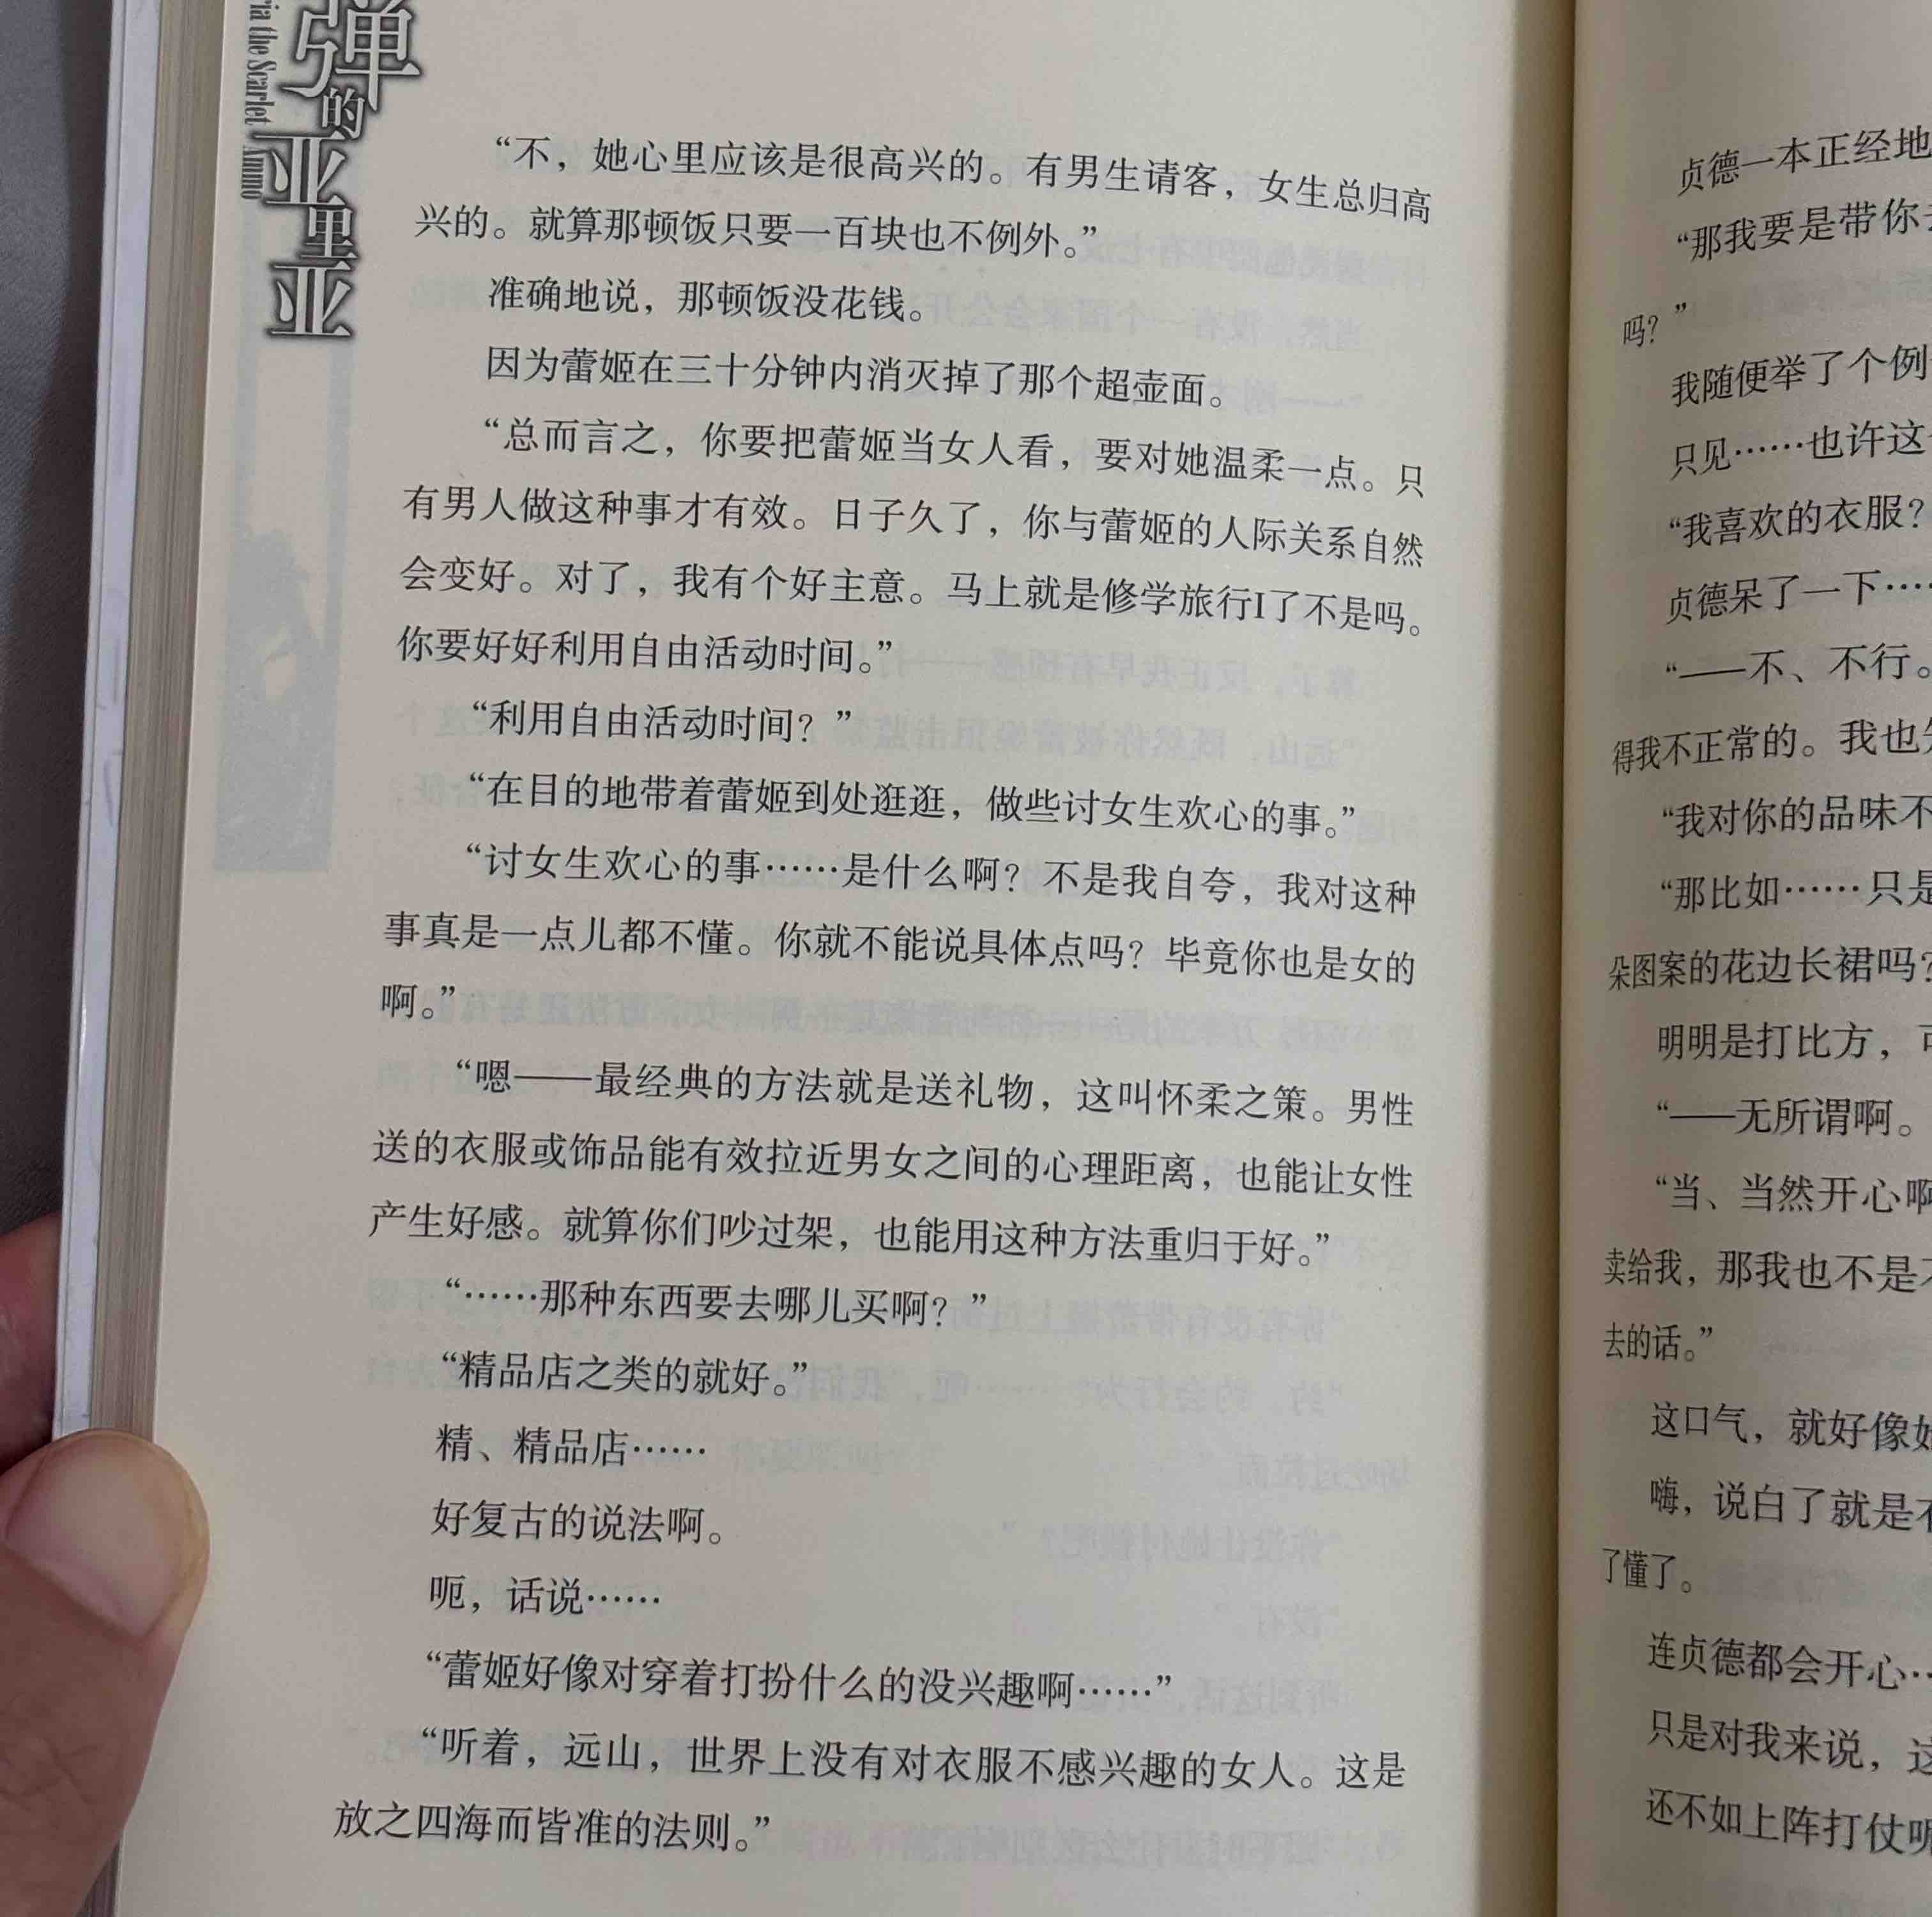 弹的亚里亚
ria the Scarlet Ammo
“不，她心里应该是很高兴的。有男生请客，女生总归高
兴的。就算那顿饭只要一百块也不例外。”
准确地说，那顿饭没花钱。
因为蕾姬在三十分钟内消灭掉了那个超壶面。
“总而言之，你要把蕾姬当女人看，要对她温柔一点。只
有男人做这种事才有效。日子久了，你与蕾姬的人际关系自然
会变好。对了，我有个好主意。马上就是修学旅行I了不是吗。
你要好好利用自由活动时间。”
“利用自由活动时间？”
“在目的地带着蕾姬到处逛逛，做些讨女生欢心的事。”
“讨女生欢心的事……是什么啊？不是我自夸，我对这种
事真是一点儿都不懂。你就不能说具体点吗？毕竟你也是女的
啊。”
“嗯——最经典的方法就是送礼物，这叫怀柔之策。男性
送的衣服或饰品能有效拉近男女之间的心理距离，也能让女性
产生好感。就算你们吵过架，也能用这种方法重归于好。”
“……那种东西要去哪儿买啊？”
“精品店之类的就好。”
精、精品店……
好复古的说法啊。
呃，话说……
“蕾姬好像对穿着打扮什么的没兴趣啊……”
“听着，远山，世界上没有对衣服不感兴趣的女人。这是
放之四海而皆准的法则。”
贞德一本正经地
“那我要是带你
吗？”
我随便举了个例
只见……也许这
“我喜欢的衣服？
贞德呆了一下…
“——不、不行。
得我不正常的。我也
“我对你的品味不
“那比如……只是
朵图案的花边长裙吗？
明明是打比方，可
“——无所谓啊。
“当、当然开心啊
卖给我，那我也不是不
去的话。”
这口气，就好像
嗨，说白了就是不
了懂了。
连贞德都会开心…
只是对我来说，这
还不如上阵打仗呢